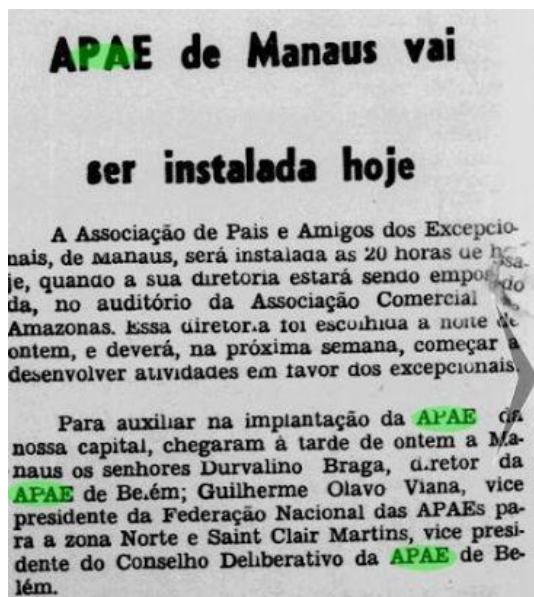 APAE de Manaus vai
ser instalada hoje
A Associação de Pais e Amigos dos Excepcio-
nais, de Manaus, será instalada as 20 horas de ho-
je, quando a sua diretoria estará sendo empossa-
da, no auditório da Associação Comercial do
Amazonas. Essa diretoria foi escolhida a noite de
ontem, e deverá, na próxima semana, começar a
desenvolver atividades em favor dos excepcionais.
Para auxiliar na implantação da APAE da
nossa capital, chegaram à tarde de ontem a Ma-
naus os senhores Durvalino Braga, diretor da
APAE de Belém; Guilherme Olavo Viana, vice
presidente da Federação Nacional das APAEs pa-
ra a zona Norte e Saint Clair Martins, vice presi-
dente do Conselho Deliberativo da APAE de Be-
lém.